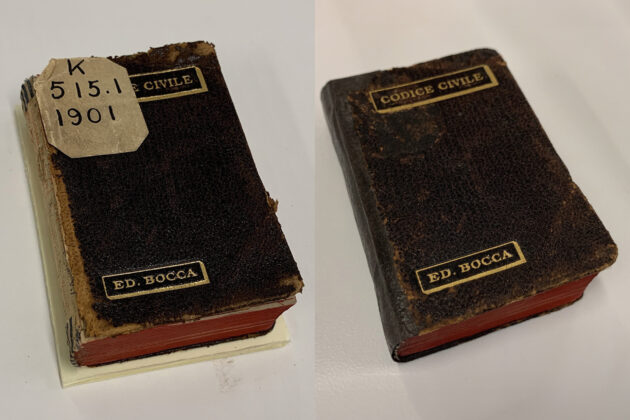 K
515.1
1901
E CIVILE
ED. BOCCA
CODICE CIVILE
ED. BOCCA